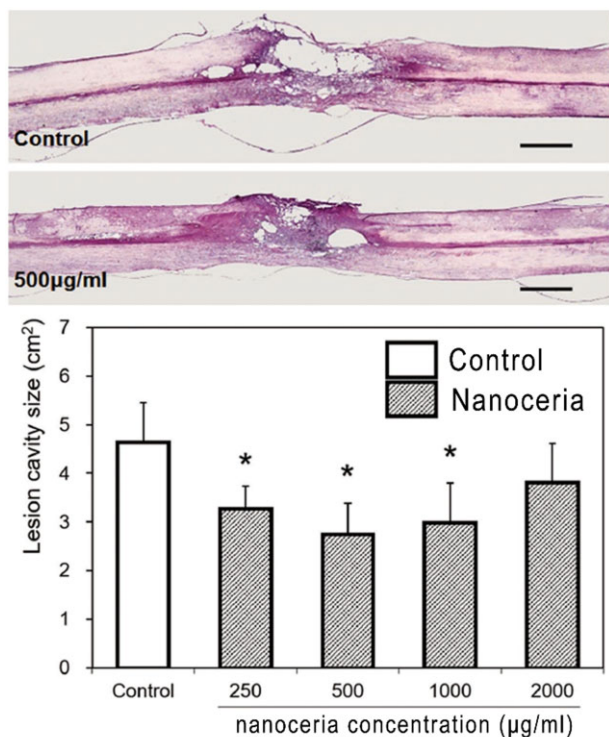 Control
500µg/ml
7
6
5
4
3
2
1
0
Lesion cavity size (cm²)
Control
Nanoceria
*
*
*
Control
250
500
1000
2000
nanoceria concentration (µg/ml)